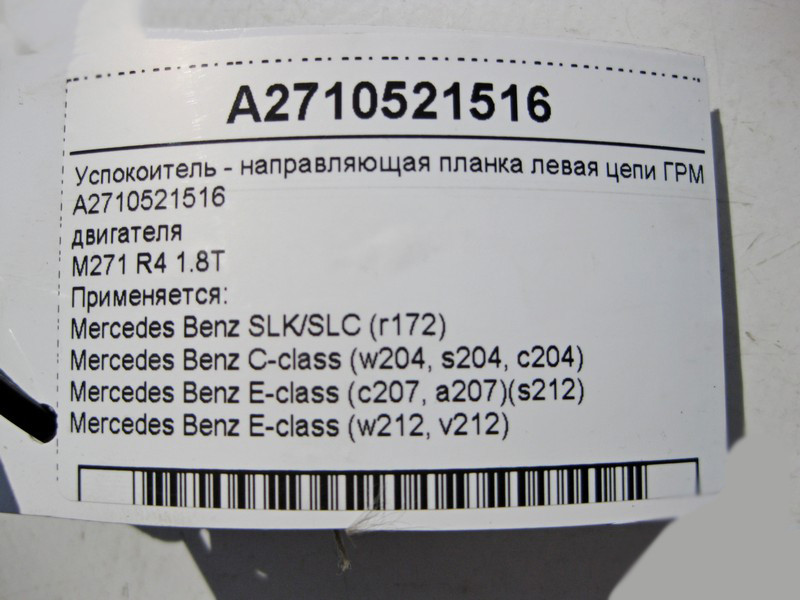 A2710521516
Успокоитель - направляющая планка левая цепи ГРМ
A2710521516
двигателя
M271 R4 1.8T
Применяется:
Mercedes Benz SLK/SLC (r172)
Mercedes Benz C-class (w204, s204, c204)
Mercedes Benz E-class (c207, a207)(s212)
Mercedes Benz E-class (w212, v212)